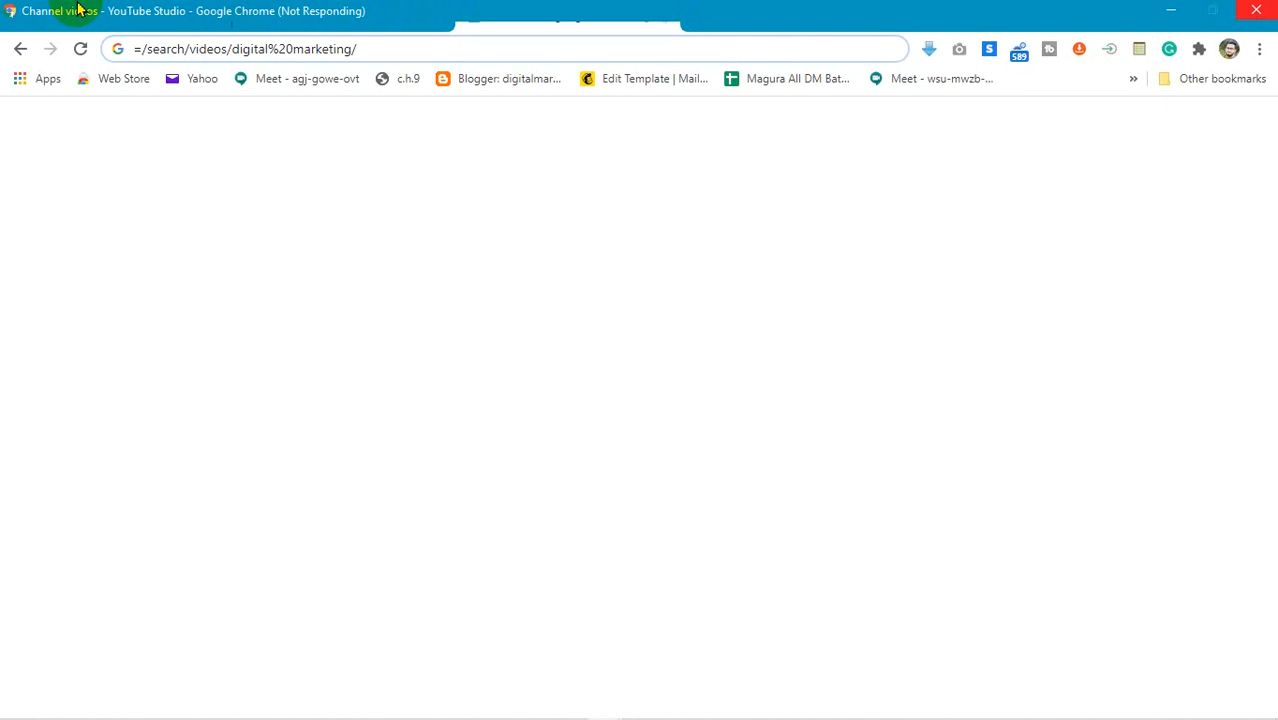 Channel videos - YouTube Studio - Google Chrome (Not Responding)
=/search/videos/digital%20marketing/
589
Apps Web Store Yahoo Meet - agj-gowe-ovt c.h.9 Blogger: digitalmar... Edit Template | Mail... Magura All DM Bat... Meet - wsu-mwzb-... » Other bookmarks